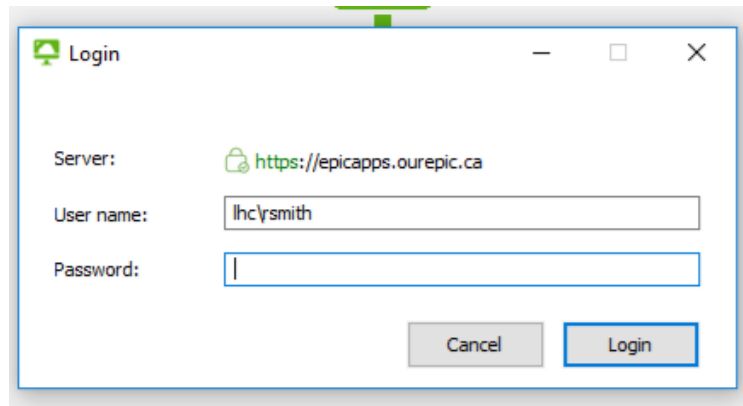 Login
Server: https://epicapps.ourepic.ca
User name: lhc\rsmith
Password:
Cancel Login